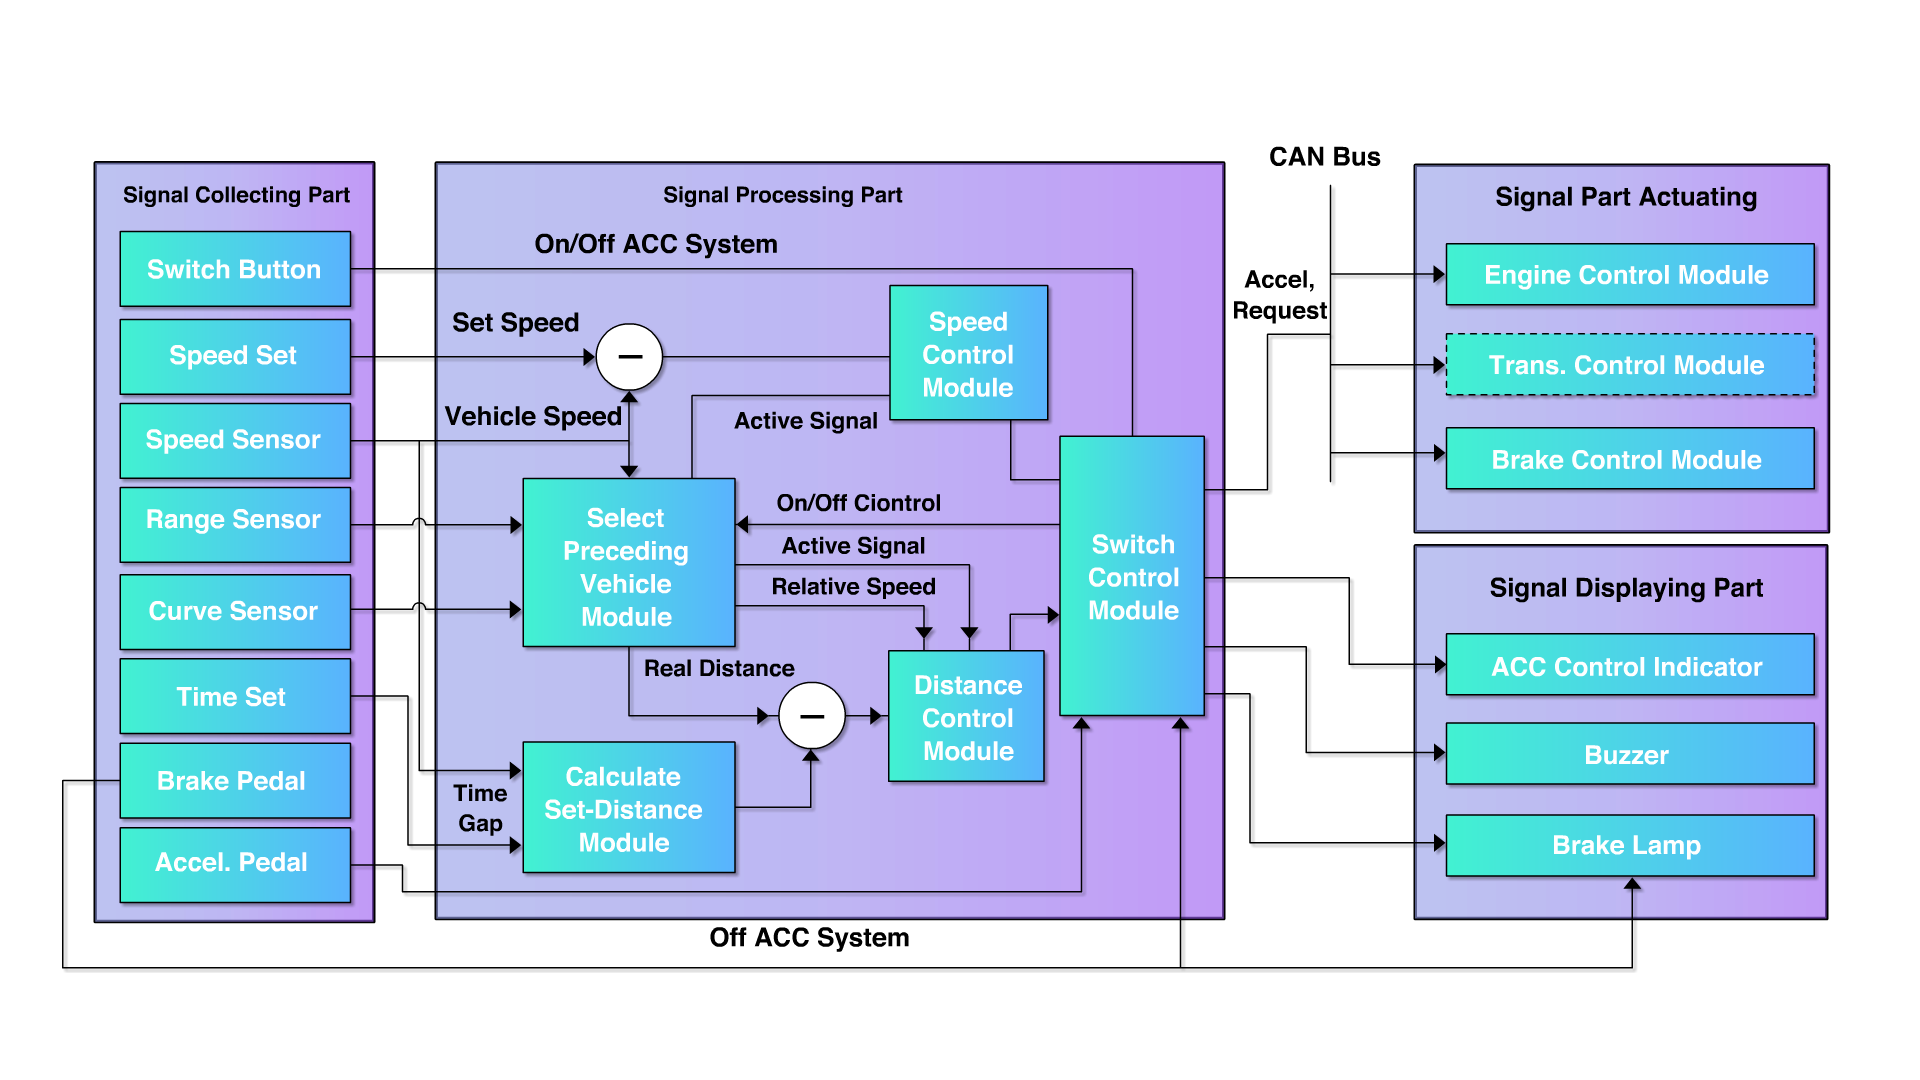 CAN Bus
Signal Collecting Part
Switch Button
Speed Set
Speed Sensor
Range Sensor
Curve Sensor
Time Set
Brake Pedal
Accel. Pedal
Signal Processing Part
On/Off ACC System
Set Speed
–
Vehicle Speed
Speed
Control
Module
Active Signal
Select
Preceding
Vehicle
Module
On/Off Ciontrol
Active Signal
Relative Speed
Switch
Control
Module
Real Distance
–
Distance
Control
Module
Time
Gap
Calculate
Set-Distance
Module
Off ACC System
Accel,
Request
Signal Part Actuating
Engine Control Module
Trans. Control Module
Brake Control Module
Signal Displaying Part
ACC Control Indicator
Buzzer
Brake Lamp